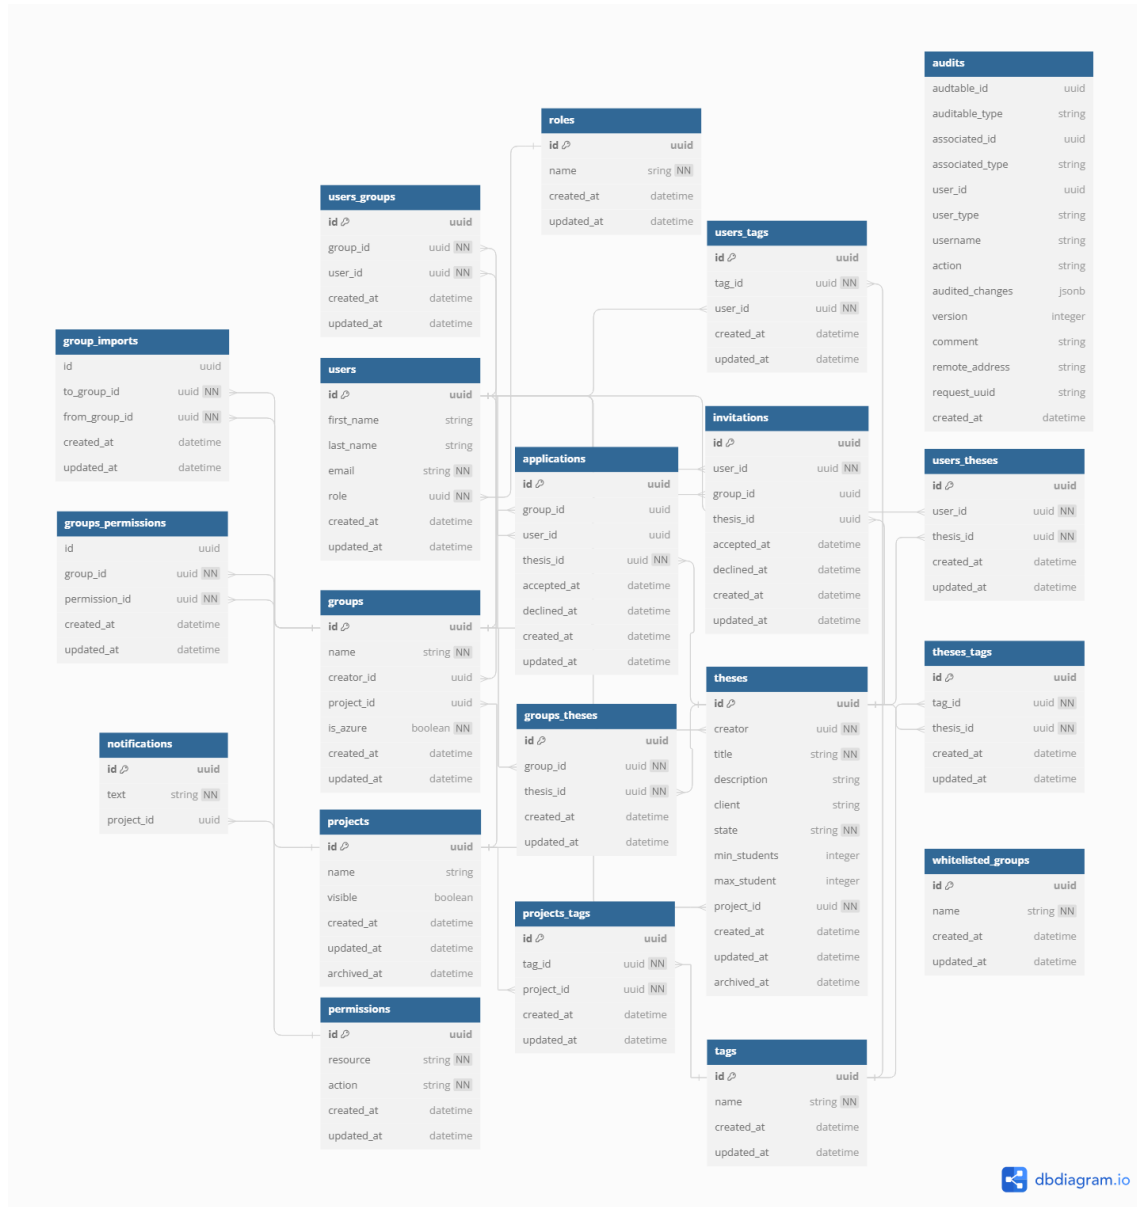 audits
audtable_id uuid
auditable_type string
associated_id uuid
associated_type string
user_id uuid
user_type string
username string
action string
audited_changes jsonb
version integer
comment string
remote_address string
request_uuid string
created_at datetime
roles
id uuid
name sring NN
created_at datetime
updated_at datetime
users_groups
id uuid
group_id uuid NN
user_id uuid NN
created_at datetime
updated_at datetime
users_tags
id uuid
tag_id uuid NN
user_id uuid NN
created_at datetime
updated_at datetime
group_imports
id uuid
to_group_id uuid NN
from_group_id uuid NN
created_at datetime
updated_at datetime
users
id uuid
first_name string
last_name string
email string NN
role uuid NN
created_at datetime
updated_at datetime
invitations
id uuid
user_id uuid NN
group_id uuid
thesis_id uuid
accepted_at datetime
declined_at datetime
created_at datetime
updated_at datetime
applications
id uuid
group_id uuid
user_id uuid
thesis_id uuid NN
accepted_at datetime
declined_at datetime
created_at datetime
updated_at datetime
users_theses
id uuid
user_id uuid NN
thesis_id uuid NN
created_at datetime
updated_at datetime
groups_permissions
id uuid
group_id uuid NN
permission_id uuid NN
created_at datetime
updated_at datetime
groups
id uuid
name string NN
creator_id uuid
project_id uuid
is_azure boolean NN
created_at datetime
updated_at datetime
theses_tags
id uuid
tag_id uuid NN
thesis_id uuid NN
created_at datetime
updated_at datetime
theses
id uuid
creator uuid NN
title string NN
description string
client string
state string NN
min_students integer
max_student integer
project_id uuid NN
created_at datetime
updated_at datetime
archived_at datetime
groups_theses
id uuid
group_id uuid NN
thesis_id uuid NN
created_at datetime
updated_at datetime
notifications
id uuid
text string NN
project_id uuid
projects
id uuid
name string
visible boolean
created_at datetime
updated_at datetime
archived_at datetime
whitelisted_groups
id uuid
name string NN
created_at datetime
updated_at datetime
projects_tags
id uuid
tag_id uuid NN
project_id uuid NN
created_at datetime
updated_at datetime
permissions
id uuid
resource string NN
action string NN
created_at datetime
updated_at datetime
tags
id uuid
name string NN
created_at datetime
updated_at datetime
dbdiagram.io